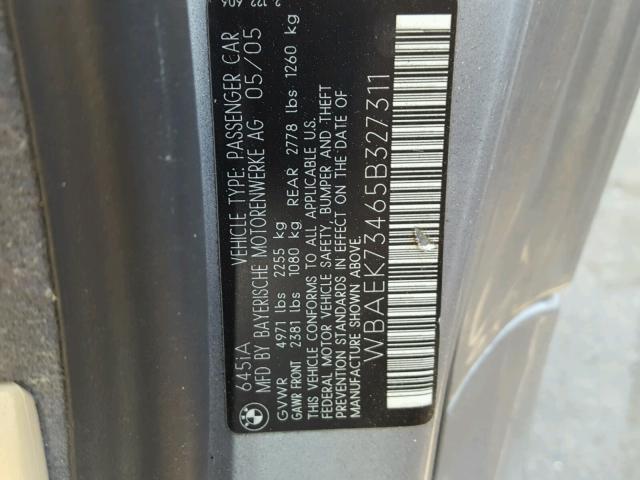 645iA VEHICLE TYPE: PASSENGER CAR
MFD BY BAYERISCHE MOTORENWERKE AG 05/05
GVWR 4971 lbs 2255 kg
GAWR FRONT 2381 lbs 1080 kg REAR 2778 lbs 1260 kg
THIS VEHICLE CONFORMS TO ALL APPLICABLE U.S.
FEDERAL MOTOR VEHICLE SAFETY, BUMPER AND THEFT
PREVENTION STANDARDS IN EFFECT ON THE DATE OF
MANUFACTURE SHOWN ABOVE.
WBAEK73465B327311